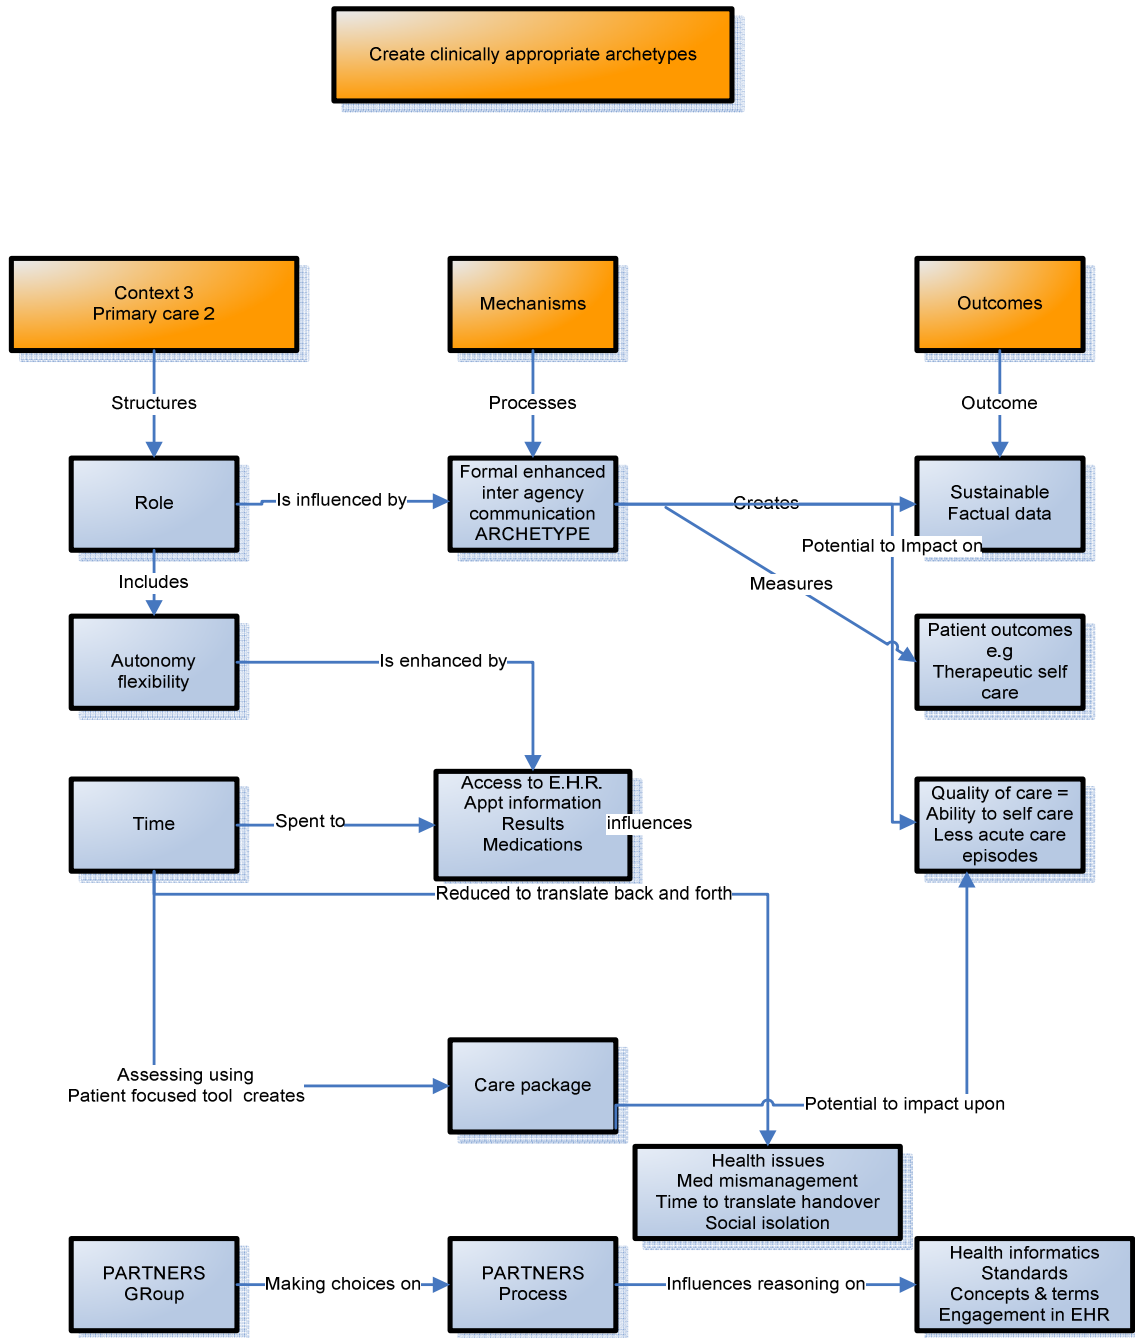 Create clinically appropriate archetypes
Context 3
Primary care 2
Mechanisms
Outcomes
Structures
Processes
Outcome
Role
Is influenced by
Formal enhanced
inter agency
communication
ARCHETYPE
Creates
Sustainable
Factual data
Potential to Impact on
Includes
Measures
Autonomy
flexibility
Is enhanced by
Patient outcomes
e.g
Therapeutic self
care
Time
Spent to
Access to E.H.R.
Appt information
Results
Medications
influences
Quality of care =
Ability to self care
Less acute care
episodes
Reduced to translate back and forth
Assessing using
Patient focused tool creates
Care package
Potential to impact upon
Health issues
Med mismanagement
Time to translate handover
Social isolation
PARTNERS
GRoup
Making choices on
PARTNERS
Process
Influences reasoning on
Health informatics
Standards
Concepts & terms
Engagement in EHR